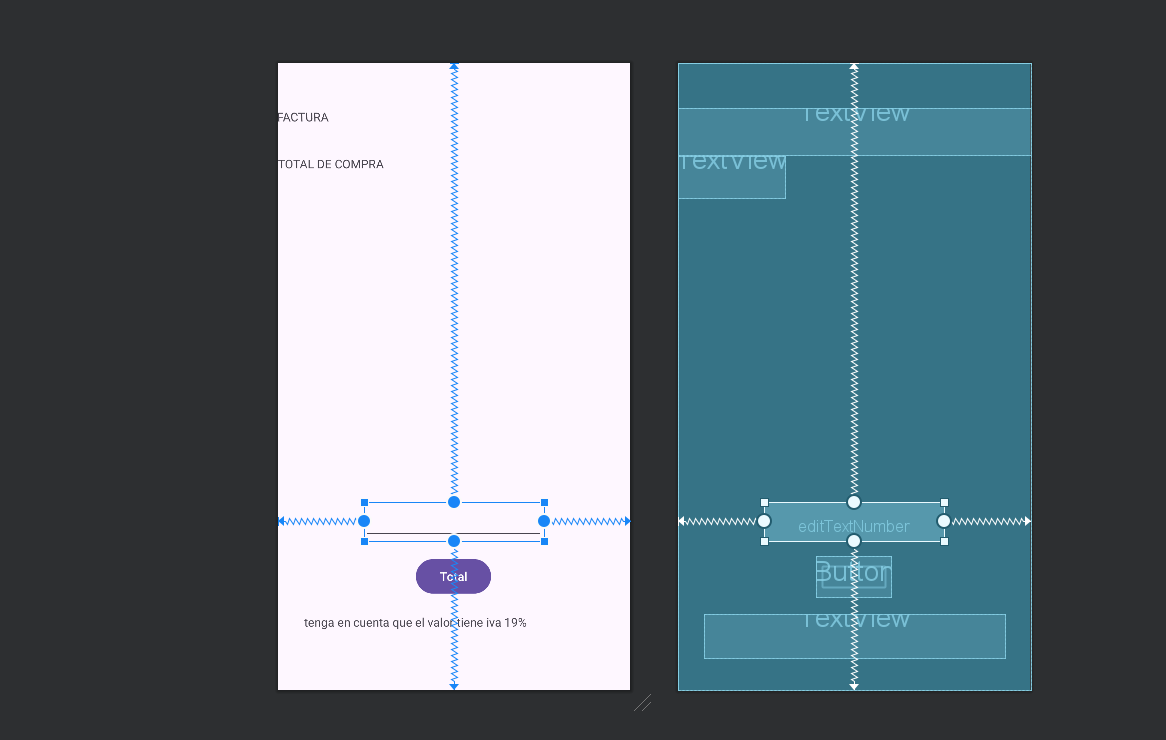 FACTURA
TOTAL DE COMPRA
Total
tenga en cuenta que el valor tiene iva 19%
TextView
TextView
editTextNumber
Button
TextView